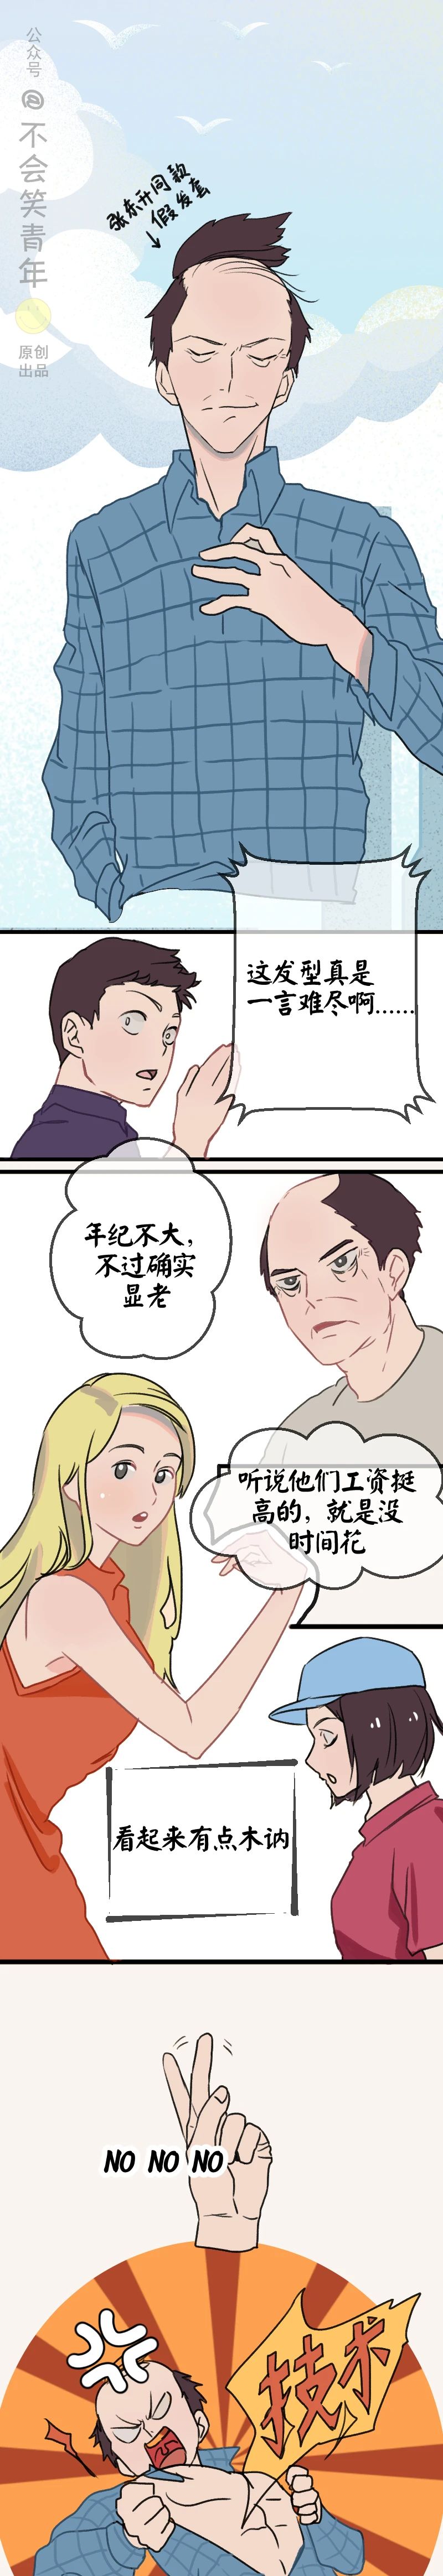 公众号
@不会笑青年
原创
出品
张东升同款
假发套
这发型真是
一言难尽啊......
年纪不大，
不过确实
显老
听说他们工资挺
高的，就是没
时间花
看起来有点木讷
NO NO NO
技术